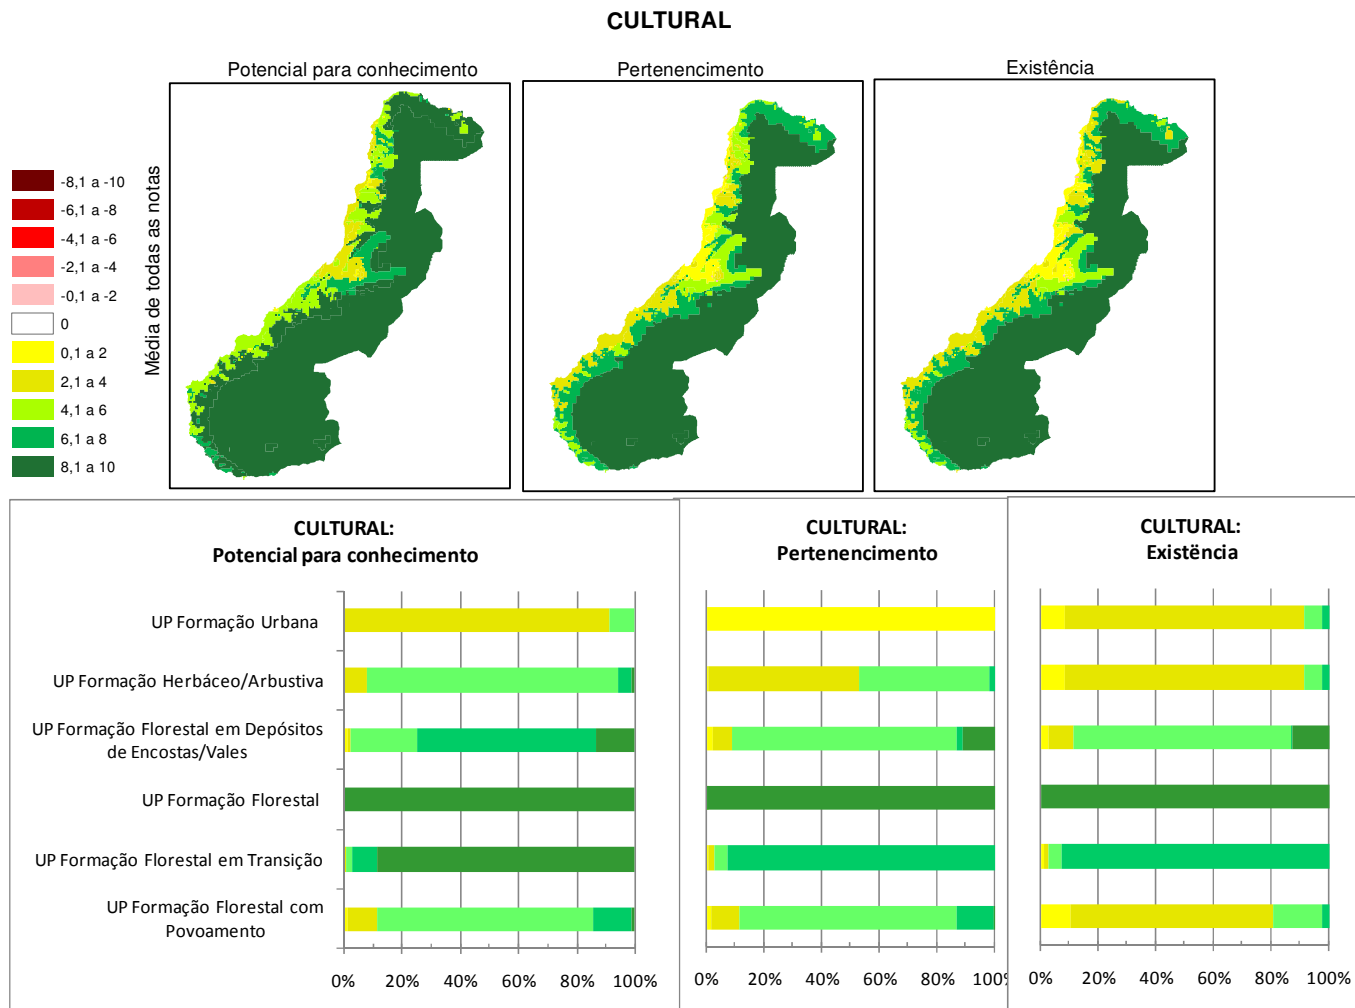 CULTURAL
Potencial para conhecimento
Pertenencimento
Existência
Média de todas as notas
-8,1 a -10
-6,1 a -8
-4,1 a -6
-2,1 a -4
-0,1 a -2
0
0,1 a 2
2,1 a 4
4,1 a 6
6,1 a 8
8,1 a 10
CULTURAL:
Potencial para conhecimento
UP Formação Urbana
UP Formação Herbáceo/Arbustiva
UP Formação Florestal em Depósitos
de Encostas/Vales
UP Formação Florestal
UP Formação Florestal em Transição
UP Formação Florestal com
Povoamento
0% 20% 40% 60% 80% 100%
CULTURAL:
Pertenencimento
0% 20% 40% 60% 80% 100%
CULTURAL:
Existência
0% 20% 40% 60% 80% 100%